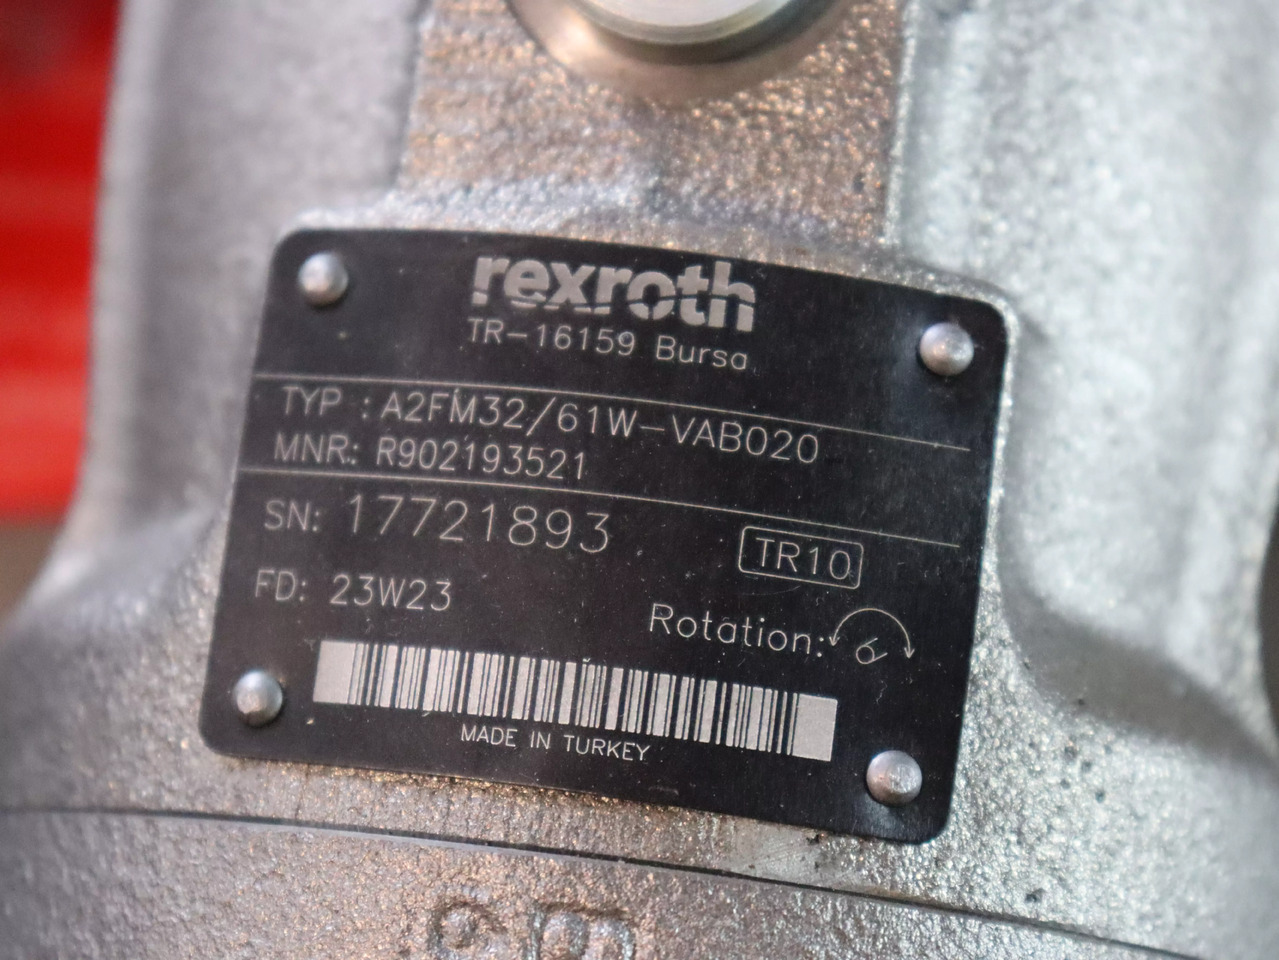 rexroth
TR-16159 Bursa
TYP : A2FM32/61W-VAB020
MNR: R902193521
SN: 17721893
TR10
FD: 23W23
Rotation:
MADE IN TURKEY